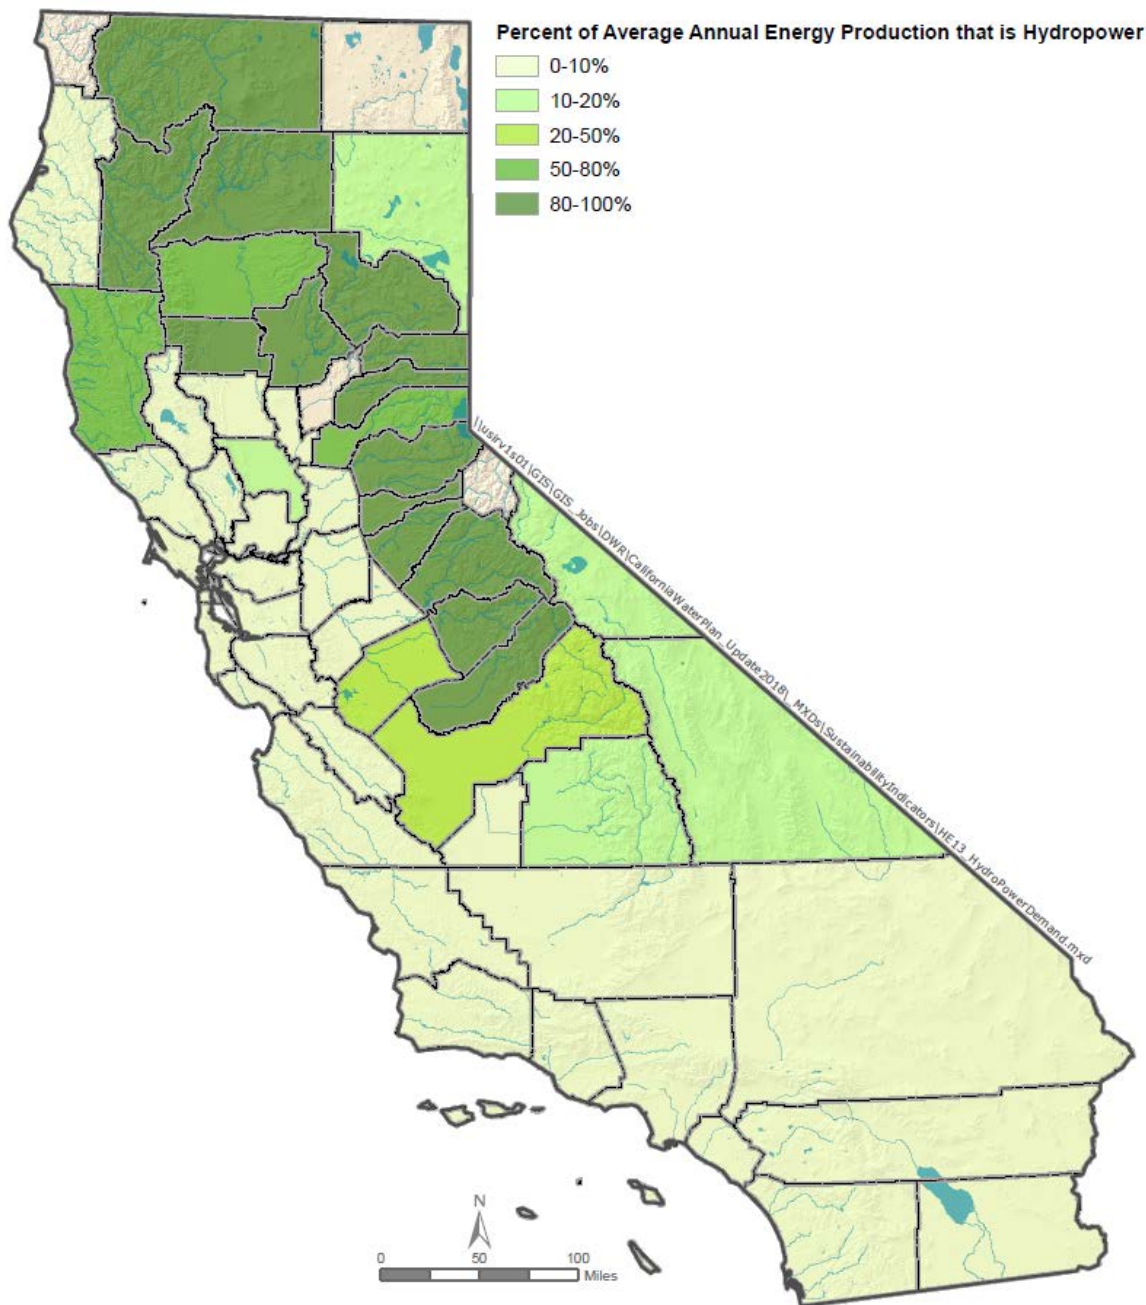 Percent of Average Annual Energy Production that is Hydropower
0-10%
10-20%
20-50%
50-80%
80-100%
\\usirv1s01\GIS\GIS_Jobs\DWR\CaliforniaWaterPlan_Update2018\_MXDs\SustainabilityIndicators\HE13_HydroPowerDemand.mxd
N
0 50 100
Miles